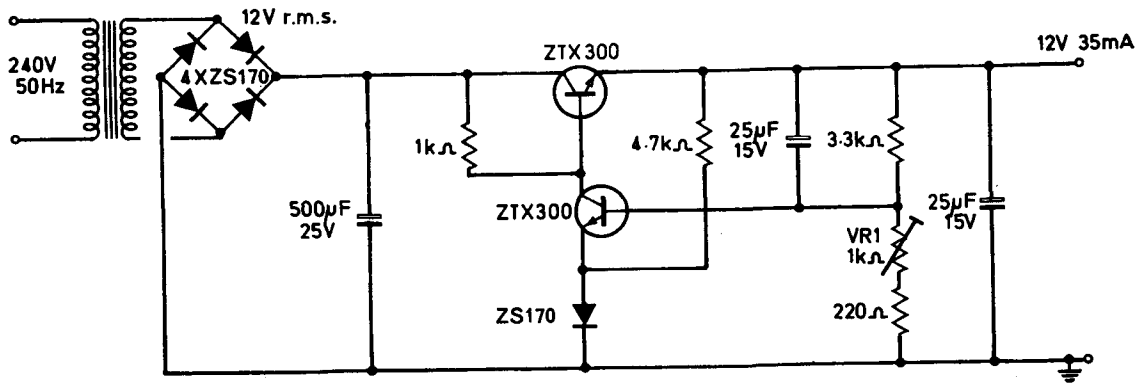 12V r.m.s.
240V
50Hz
4XZS170
ZTX300
12V 35mA
1kΩ
4.7kΩ
25µF
15V
3.3kΩ
500µF
25V
ZTX300
VR1
1kΩ
25µF
15V
ZS170
220Ω